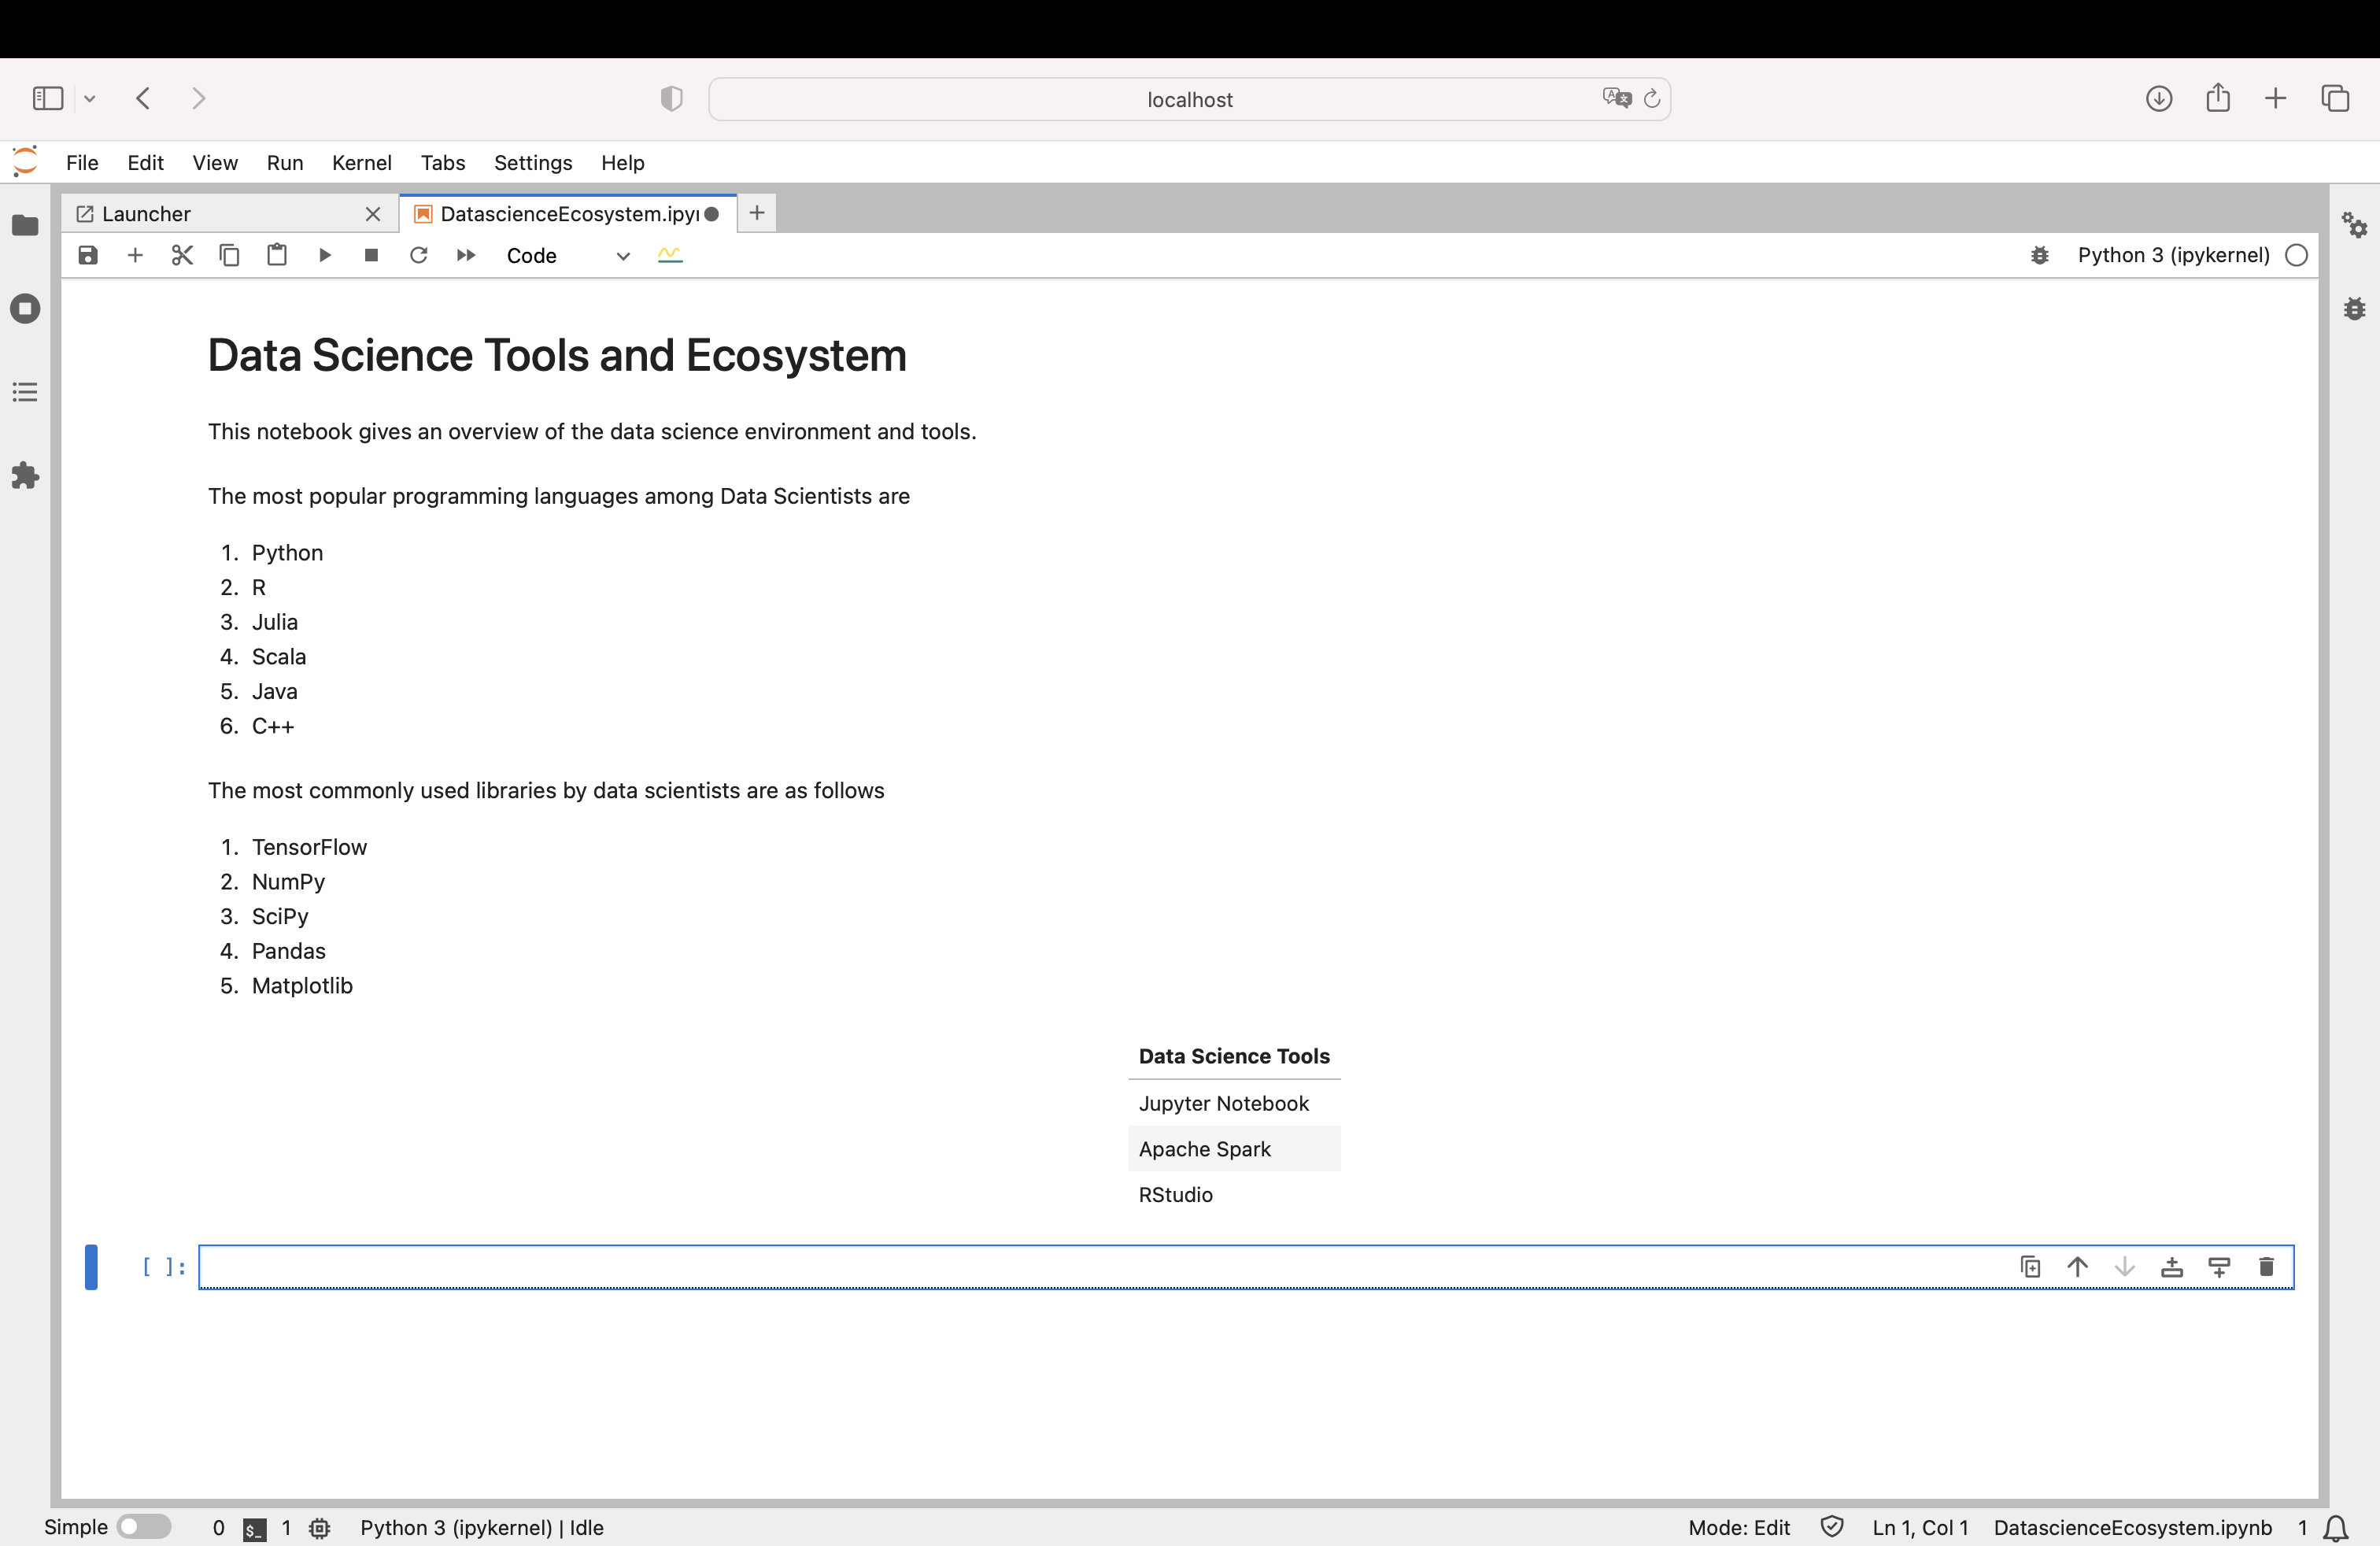 localhost
File Edit View Run Kernel Tabs Settings Help
Launcher DatascienceEcosystem.ipyn
Code Python 3 (ipykernel)
Data Science Tools and Ecosystem
This notebook gives an overview of the data science environment and tools.
The most popular programming languages among Data Scientists are
1. Python
2. R
3. Julia
4. Scala
5. Java
6. C++
The most commonly used libraries by data scientists are as follows
1. TensorFlow
2. NumPy
3. SciPy
4. Pandas
5. Matplotlib
Data Science Tools
Jupyter Notebook
Apache Spark
RStudio
[ ]:
Simple 0 $_ 1 Python 3 (ipykernel) | Idle Mode: Edit Ln 1, Col 1 DatascienceEcosystem.ipynb 1